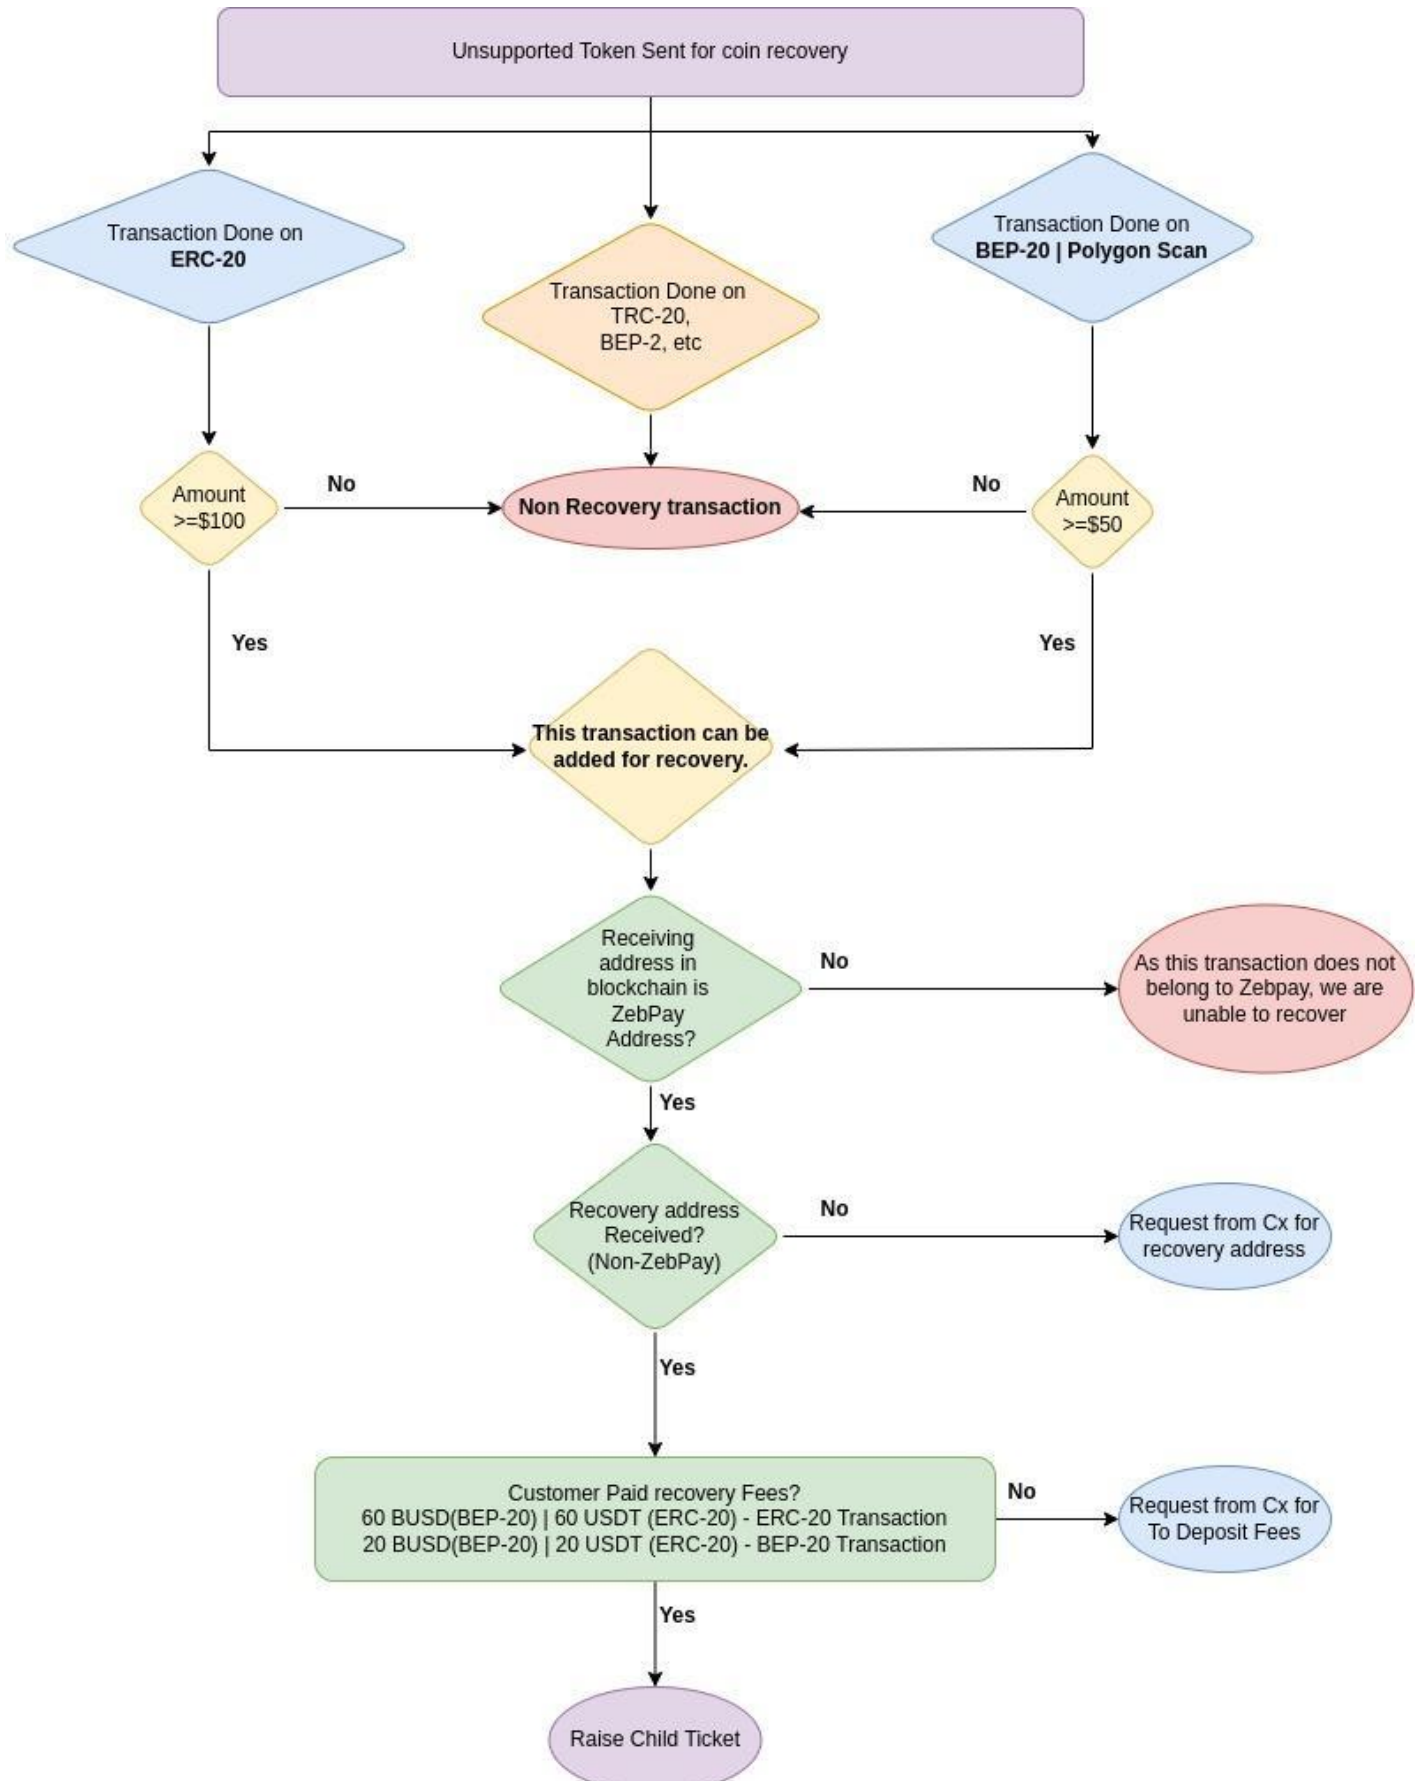 Unsupported Token Sent for coin recovery
Transaction Done on
ERC-20
Transaction Done on
TRC-20,
BEP-2, etc
Transaction Done on
BEP-20 | Polygon Scan
Amount
>=$100
No
Non Recovery transaction
No
Amount
>=$50
Yes
Yes
This transaction can be
added for recovery.
Receiving
address in
blockchain is
ZebPay
Address?
No
As this transaction does not
belong to Zebpay, we are
unable to recover
Yes
Recovery address
Received?
(Non-ZebPay)
No
Request from Cx for
recovery address
Yes
Customer Paid recovery Fees?
60 BUSD(BEP-20) | 60 USDT (ERC-20) - ERC-20 Transaction
20 BUSD(BEP-20) | 20 USDT (ERC-20) - BEP-20 Transaction
No
Request from Cx for
To Deposit Fees
Yes
Raise Child Ticket